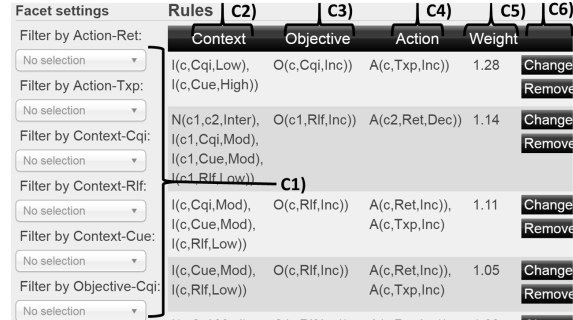 Facet settings
Rules C2) C3) C4) C5) C6)
Filter by Action-Ret:
No selection
Filter by Action-Txp:
No selection
Filter by Context-Cqi:
No selection
Filter by Context-Rlf:
No selection
Filter by Context-Cue:
No selection
Filter by Objective-Cqi:
No selection
C1)
Context Objective Action Weight
I(c,Cqi,Low), O(c,Cqi,Inc)) A(c,Txp,Inc)) 1.28 Change
I(c,Cue,High)) Remove
N(c1,c2,Inter), O(c1,Rlf,Inc)) A(c2,Ret,Dec)) 1.14 Change
I(c1,Cqi,Mod), Remove
I(c1,Cue,Mod),
I(c1,Rlf,Low))
I(c,Cqi,Mod), O(c,Rlf,Inc)) A(c,Ret,Inc)), 1.11 Change
I(c,Cue,Mod), A(c,Txp,Inc) Remove
I(c,Rlf,Low))
I(c,Cue,Mod), O(c,Rlf,Inc)) A(c,Ret,Inc)), 1.05 Change
I(c,Rlf,Low)) A(c,Txp,Inc) Remove